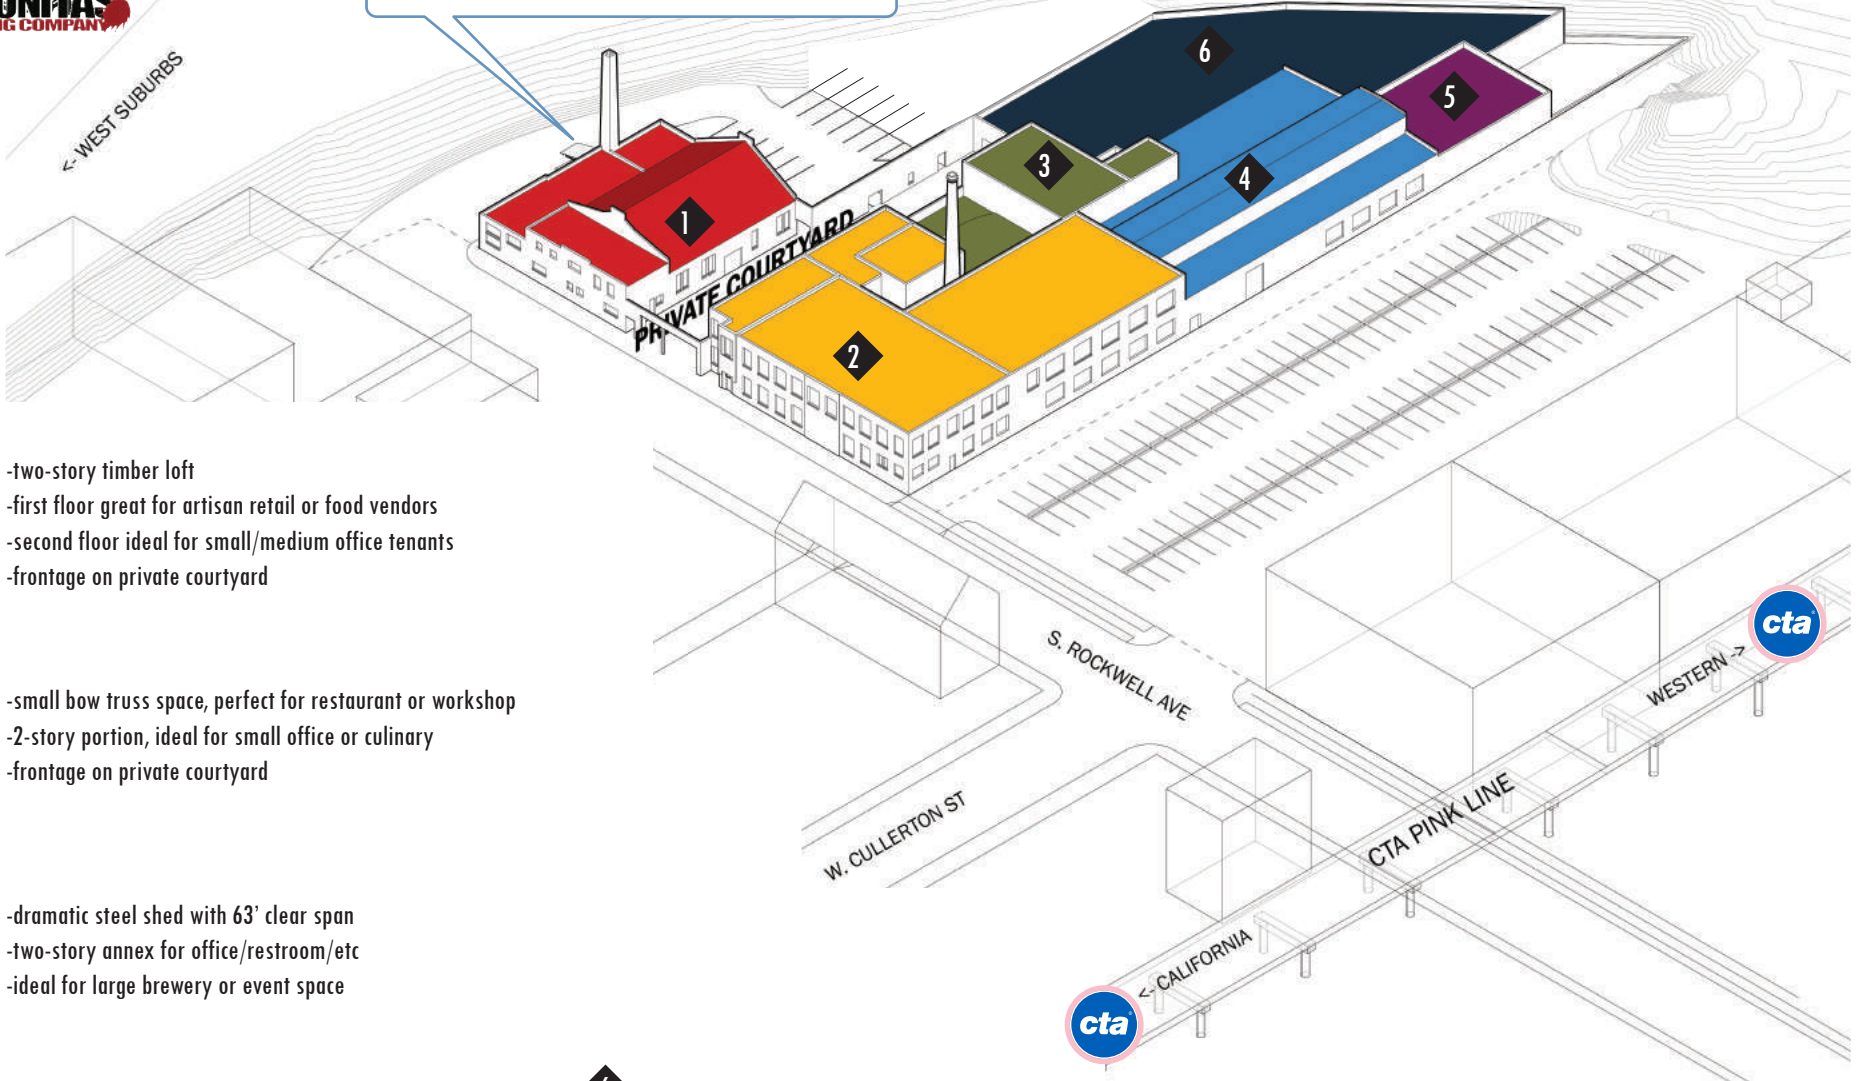 G COMPANY
<- WEST SUBURBS
6
5
3
4
1
PRIVATE COURTYARD
2
-two-story timber loft
-first floor great for artisan retail or food vendors
-second floor ideal for small/medium office tenants
-frontage on private courtyard
S. ROCKWELL AVE
cta
WESTERN ->
-small bow truss space, perfect for restaurant or workshop
-2-story portion, ideal for small office or culinary
-frontage on private courtyard
W. CULLERTON ST
CTA PINK LINE
-dramatic steel shed with 63’ clear span
-two-story annex for office/restroom/etc
-ideal for large brewery or event space
<- CALIFORNIA
cta